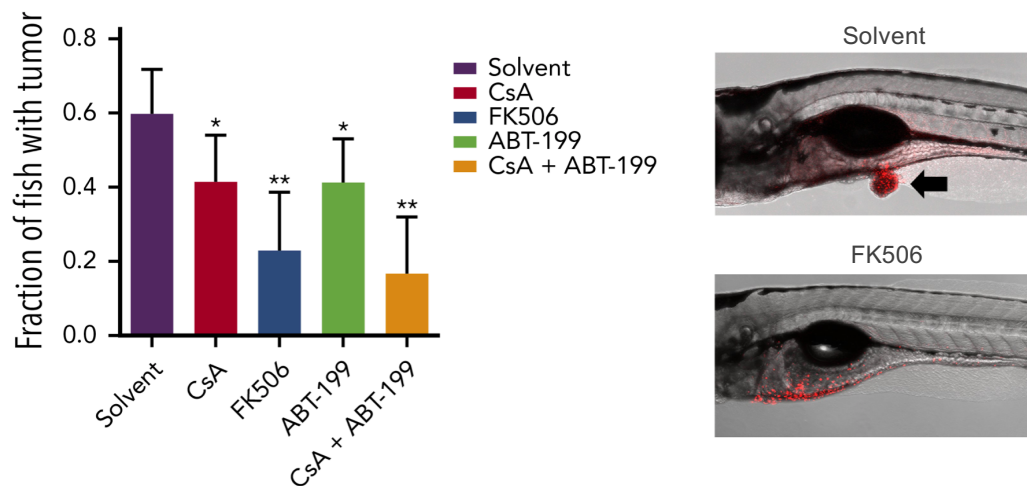 Fraction of fish with tumor
0.8
0.6
0.4
0.2
0.0
*
**
*
**
Solvent
CsA
FK506
ABT-199
CsA + ABT-199
Solvent
CsA
FK506
ABT-199
CsA + ABT-199
Solvent
FK506